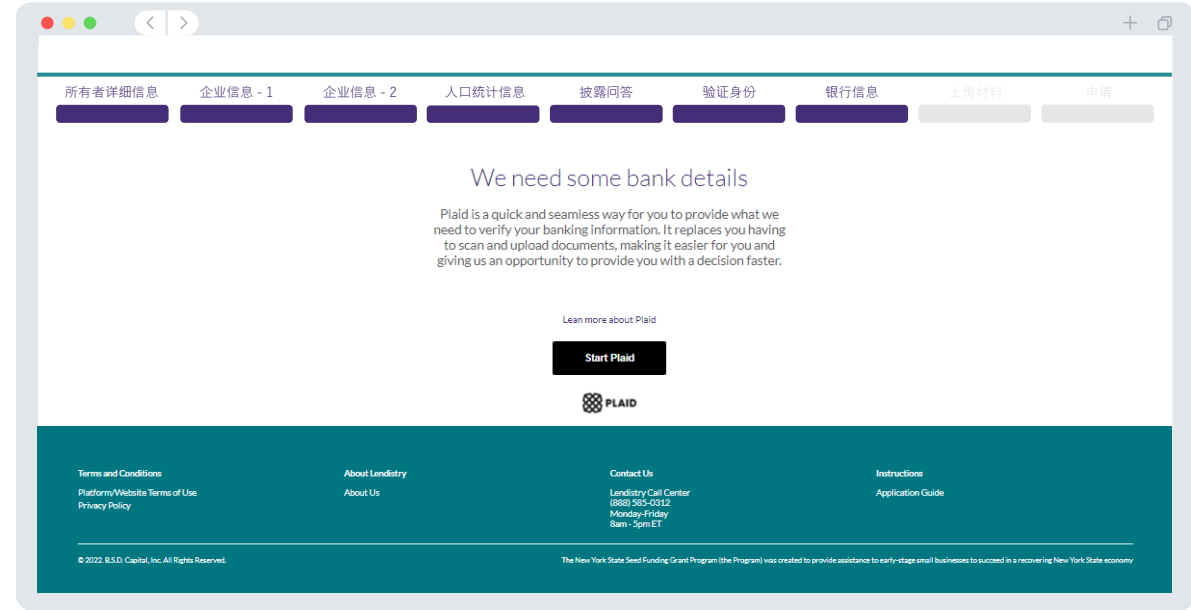 所有者详细信息
企业信息 - 1
企业信息 - 2
人口统计信息
披露问答
验证身份
银行信息
上传材料
申请
We need some bank details
Plaid is a quick and seamless way for you to provide what we
need to verify your banking information. It replaces you having
to scan and upload documents, making it easier for you and
giving us an opportunity to provide you with a decision faster.
Lean more about Plaid
Start Plaid
PLAID
Terms and Conditions
Platform/Website Terms of Use
Privacy Policy
About Lendistry
About Us
Contact Us
Lendistry Call Center
(888) 585-0312
Monday-Friday
8am - 5pm ET
Instructions
Application Guide
© 2022. B.S.D. Capital, Inc. All Rights Reserved.
The New York State Seed Funding Grant Program (the Program) was created to provide assistance to early-stage small businesses to succeed in a recovering New York State economy